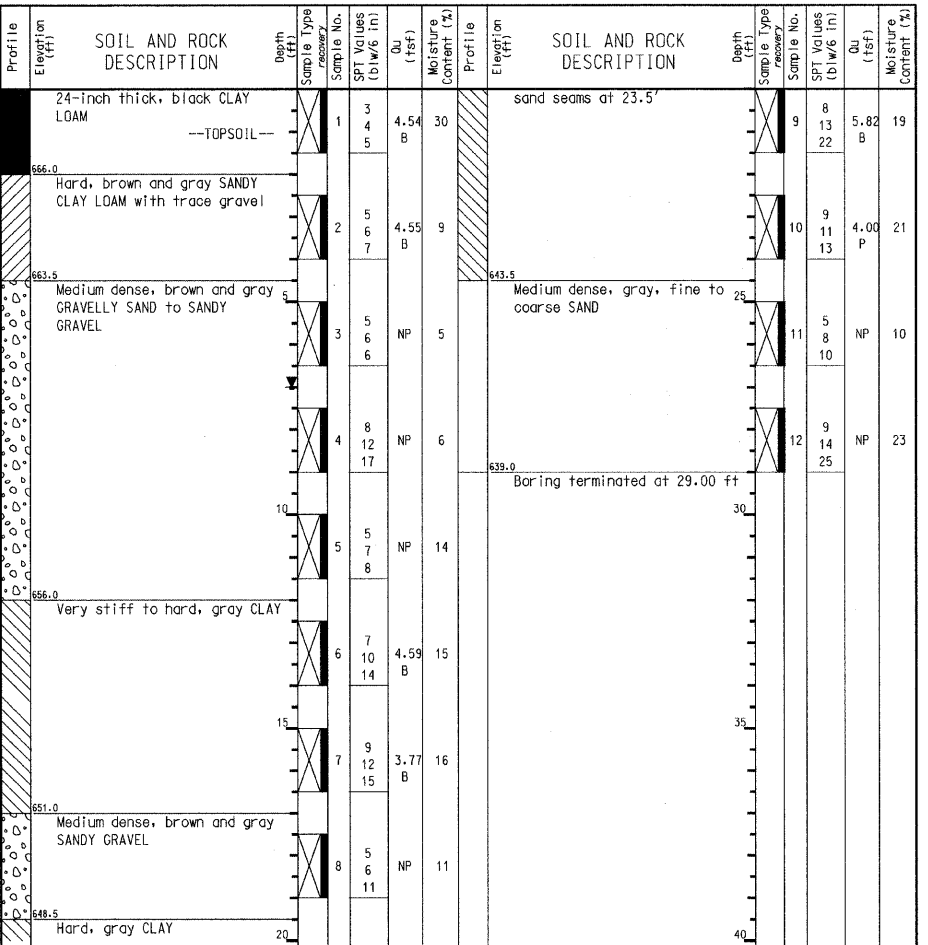 Profile
Elevation (ft)
SOIL AND ROCK
DESCRIPTION
Depth (ft)
Sample Type
recovery
Sample No.
SPT Values (blw/6 in)
Qu (tsf)
Moisture Content (%)
24-inch thick, black CLAY
LOAM
--TOPSOIL--
1
3
4
5
4.54
B
30
666.0
Hard, brown and gray SANDY
CLAY LOAM with trace gravel
2
5
6
7
4.55
B
9
663.5
Medium dense, brown and gray
GRAVELLY SAND to SANDY
GRAVEL
5
3
5
6
6
NP
5
4
8
12
17
NP
6
10
5
5
7
8
NP
14
656.0
Very stiff to hard, gray CLAY
6
7
10
14
4.59
B
15
15
7
9
12
15
3.77
B
16
651.0
Medium dense, brown and gray
SANDY GRAVEL
8
5
6
11
NP
11
648.5
Hard, gray CLAY
20
Profile
Elevation (ft)
SOIL AND ROCK
DESCRIPTION
Depth (ft)
Sample Type
recovery
Sample No.
SPT Values (blw/6 in)
Qu (tsf)
Moisture Content (%)
sand seams at 23.5'
9
8
13
22
5.82
B
19
10
9
11
13
4.00
P
21
643.5
Medium dense, gray, fine to
coarse SAND
25
11
5
8
10
NP
10
12
9
14
25
NP
23
639.0
Boring terminated at 29.00 ft
30
35
40